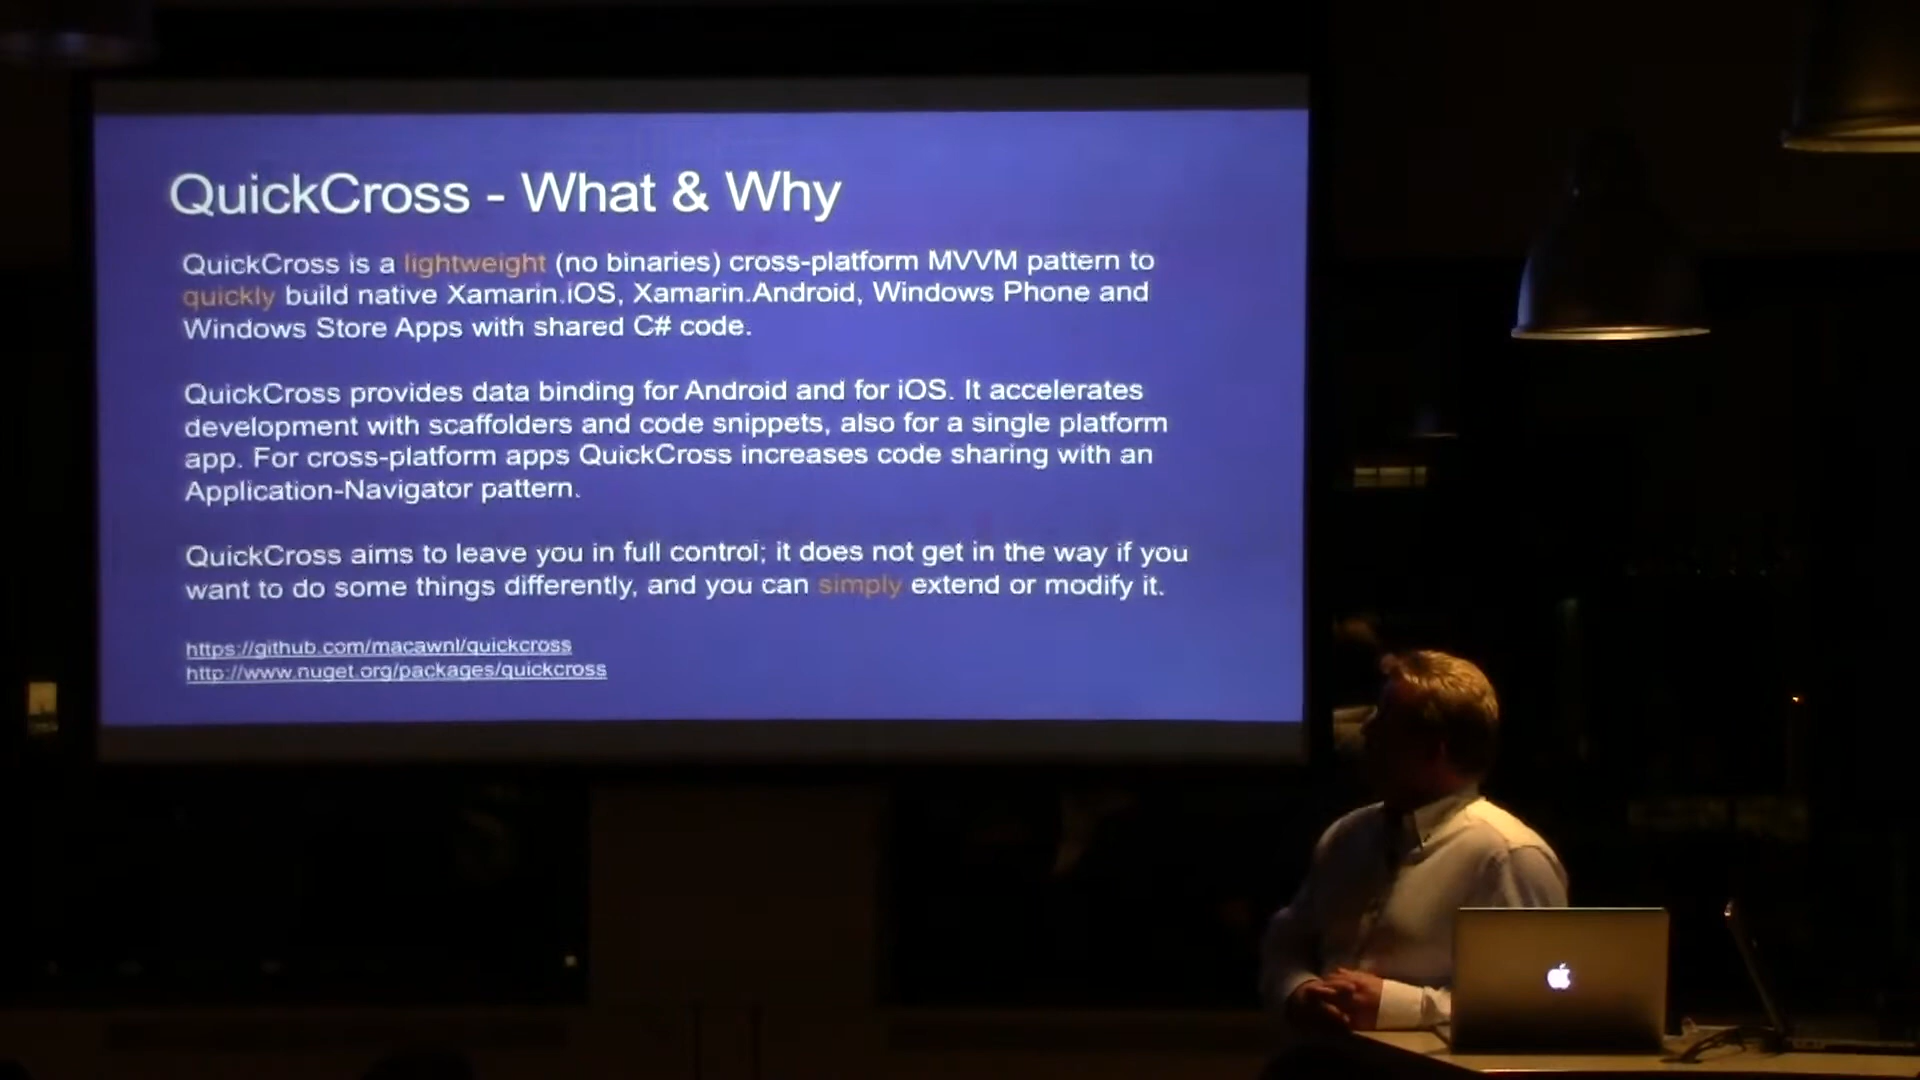 QuickCross - What & Why
QuickCross is a lightweight (no binaries) cross-platform MVVM pattern to
quickly build native Xamarin.iOS, Xamarin.Android, Windows Phone and
Windows Store Apps with shared C# code.
QuickCross provides data binding for Android and for iOS. It accelerates
development with scaffolders and code snippets, also for a single platform
app. For cross-platform apps QuickCross increases code sharing with an
Application-Navigator pattern.
QuickCross aims to leave you in full control; it does not get in the way if you
want to do some things differently, and you can simply extend or modify it.
https://github.com/macawnl/quickcross
http://www.nuget.org/packages/quickcross